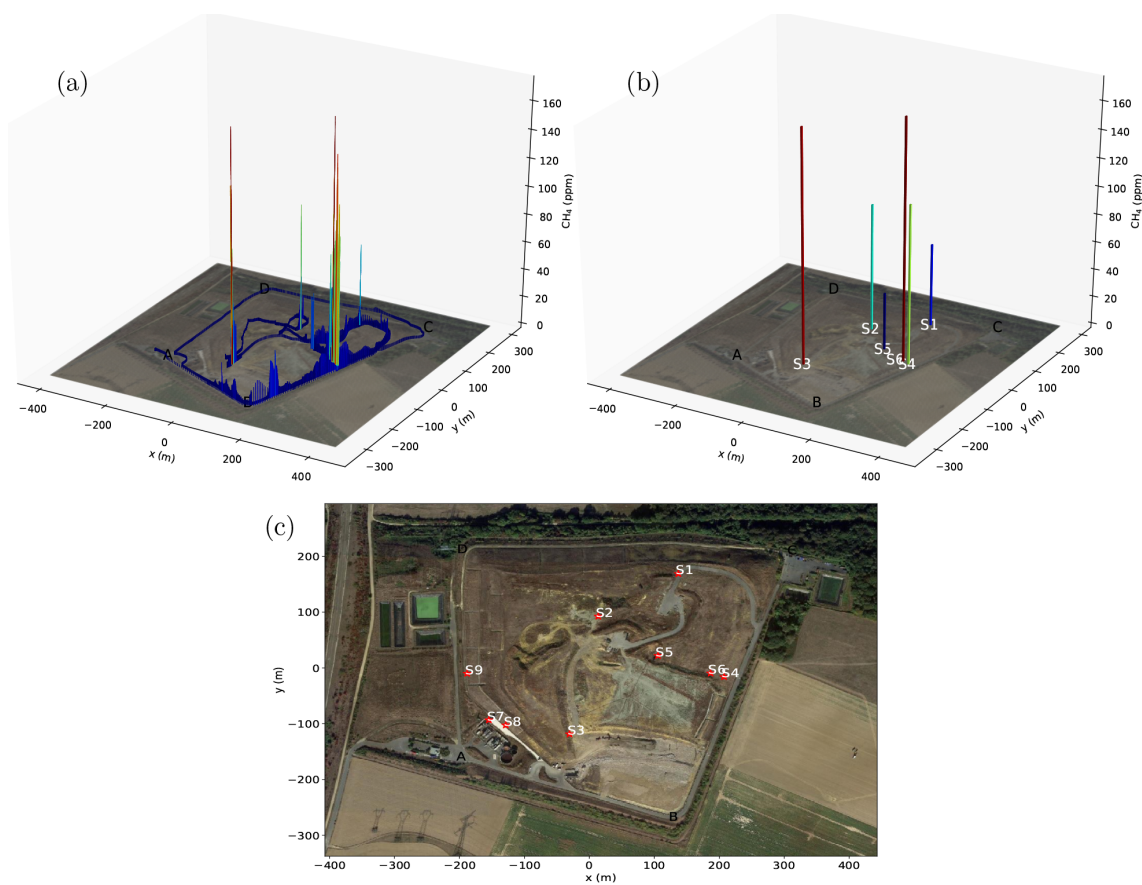 (a)
160
140
120
100
80
60
40
20
0
CH₄ (ppm)
D
C
A
B
−400
−200
0
200
400
x (m)
−300
−200
−100
0
100
200
300
y (m)
(b)
160
140
120
100
80
60
40
20
0
CH₄ (ppm)
D
C
A
B
S1
S2
S5
S6
S4
S3
−400
−200
0
200
400
x (m)
−300
−200
−100
0
100
200
300
y (m)
(c)
200
100
0
−100
−200
−300
y (m)
D
C
S1
S2
S5
S6
S4
S9
S7
S8
S3
A
B
−400
−300
−200
−100
0
100
200
300
400
x (m)